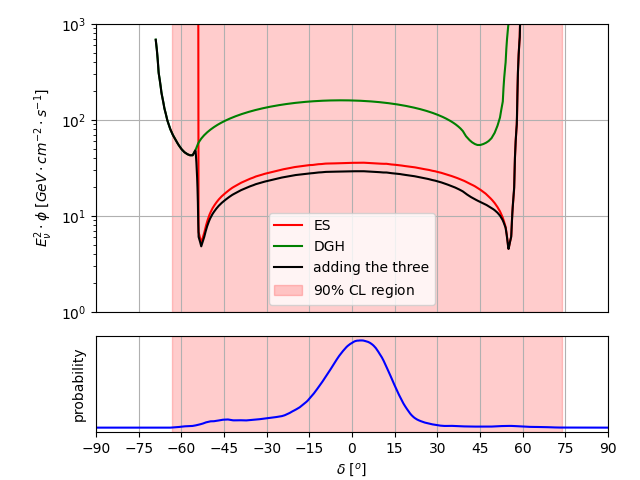 10³
10²
10¹
10⁰
E_ν² · ϕ [GeV · cm⁻² · s⁻¹]
ES
DGH
adding the three
90% CL region
probability
−90 −75 −60 −45 −30 −15 0 15 30 45 60 75 90
δ [°]